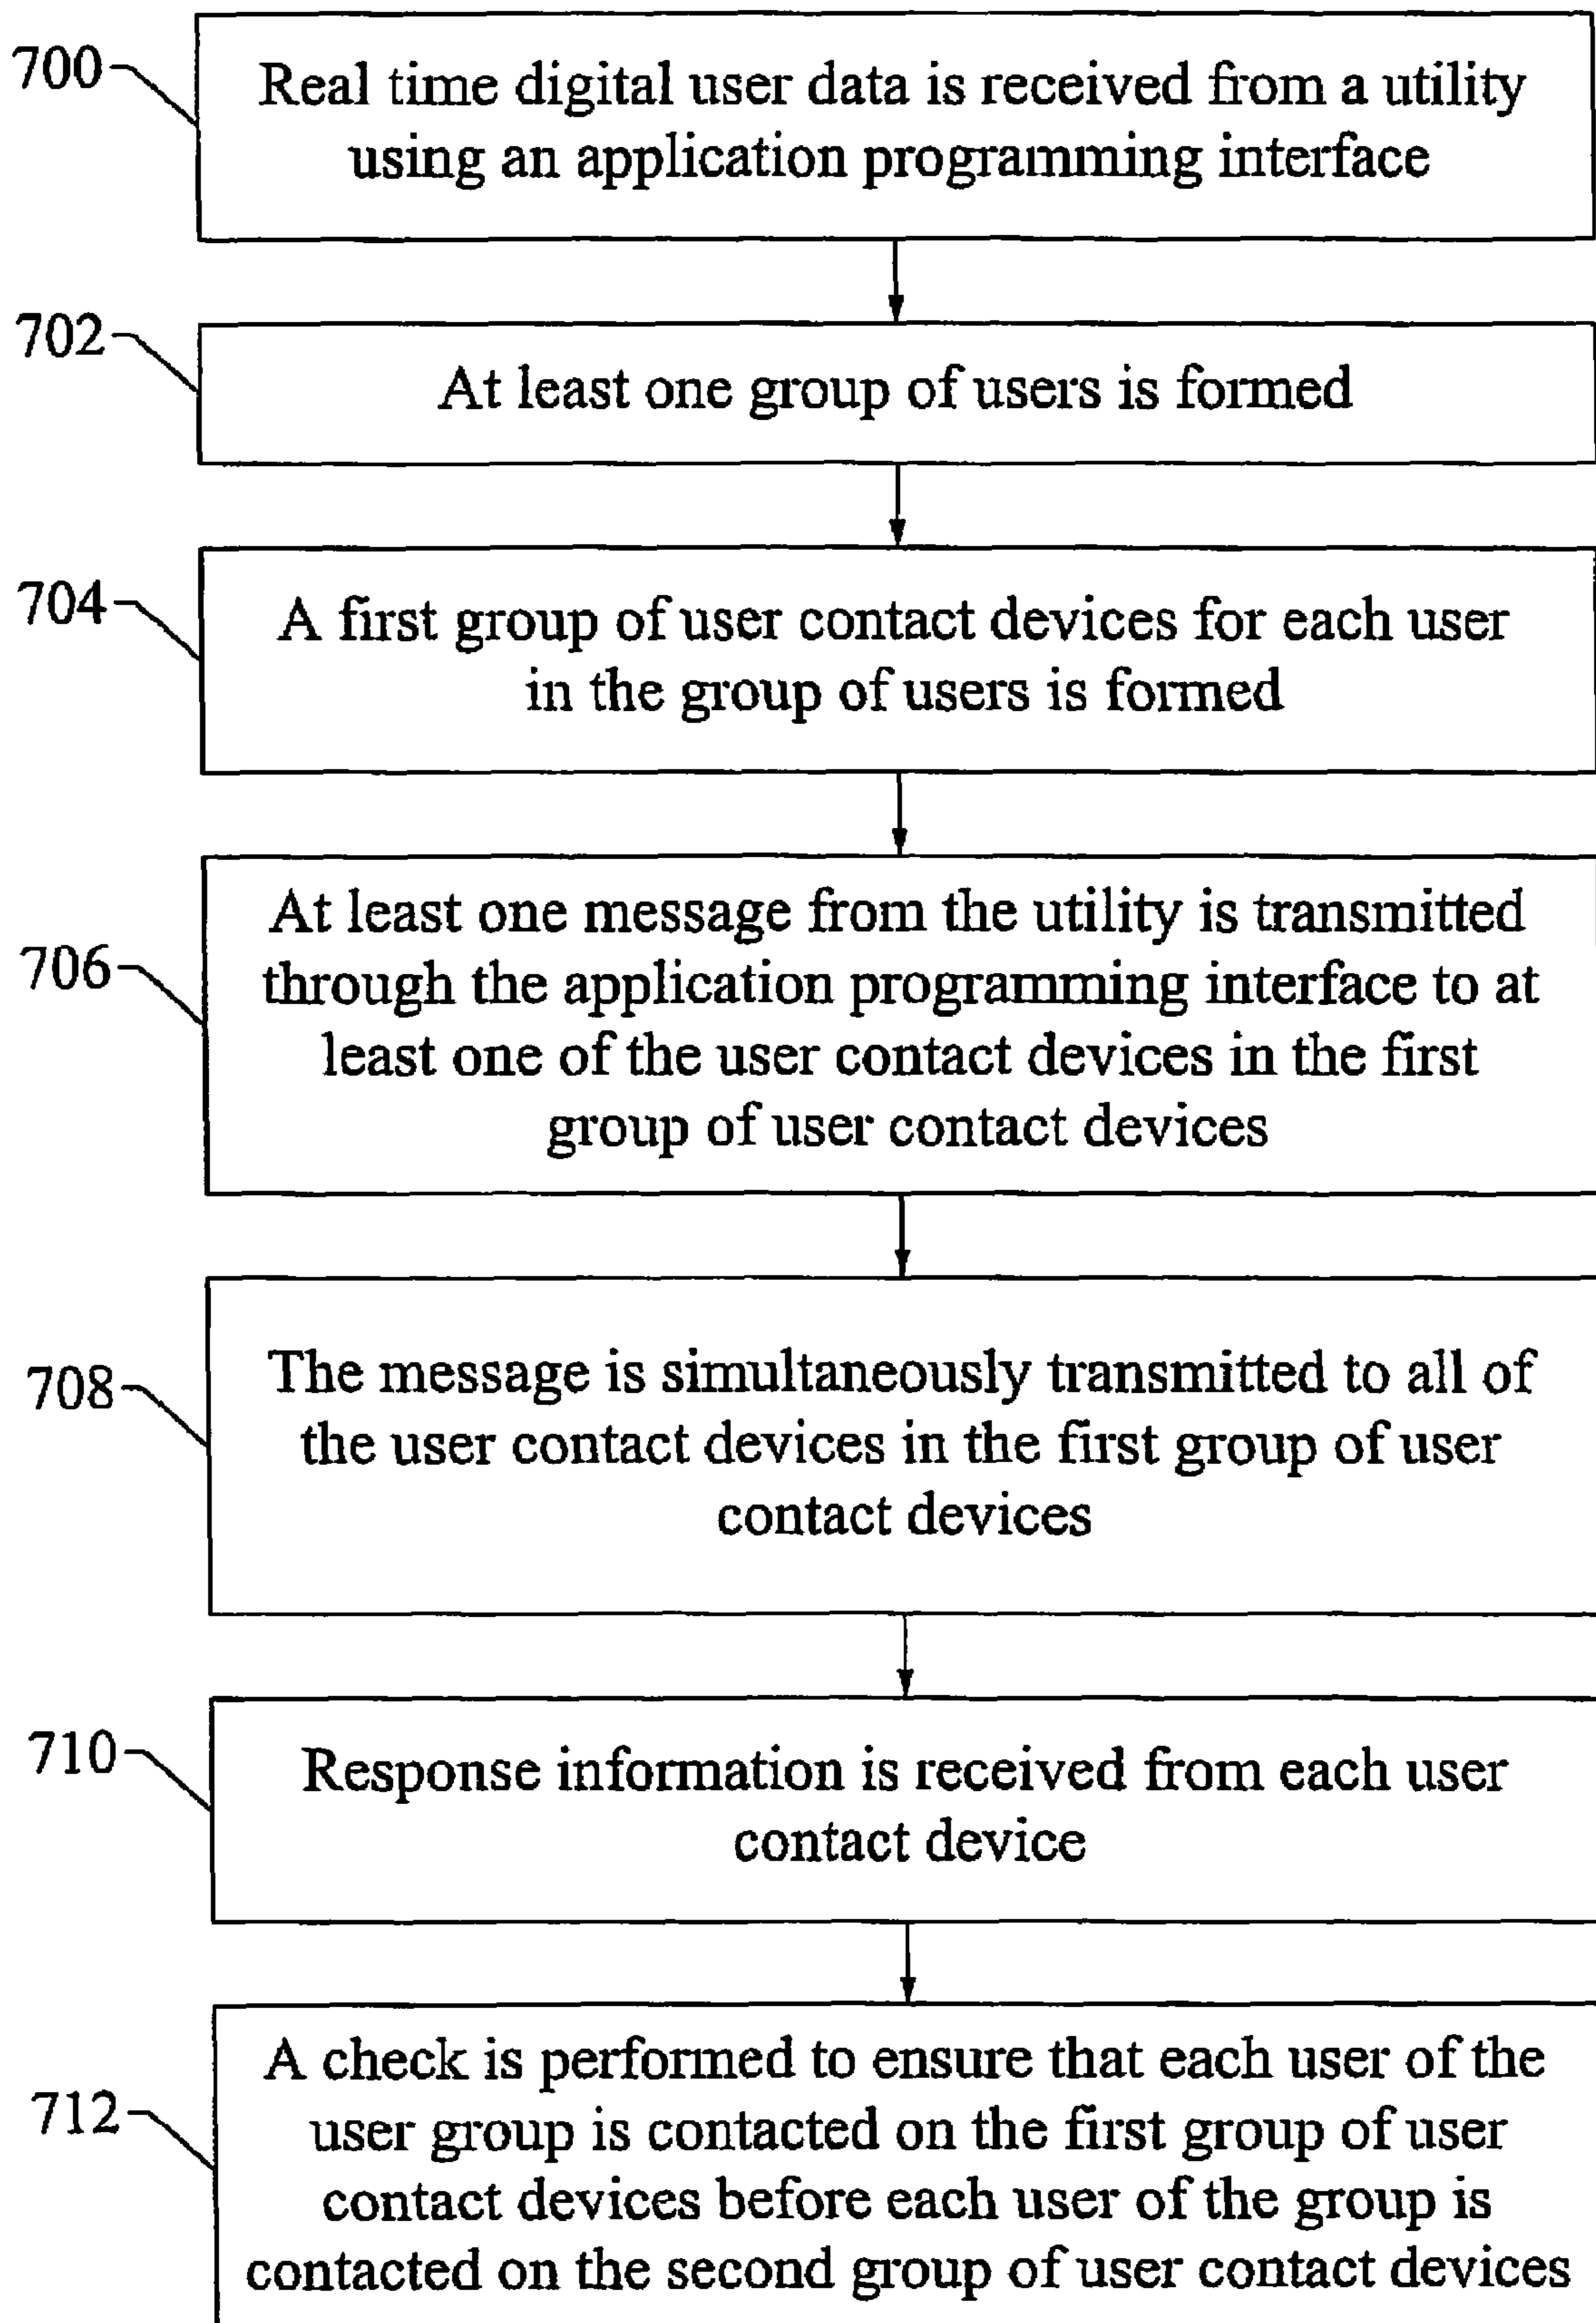 700
Real time digital user data is received from a utility
using an application programming interface
702
At least one group of users is formed
704
A first group of user contact devices for each user
in the group of users is formed
706
At least one message from the utility is transmitted
through the application programming interface to at
least one of the user contact devices in the first
group of user contact devices
708
The message is simultaneously transmitted to all of
the user contact devices in the first group of user
contact devices
710
Response information is received from each user
contact device
712
A check is performed to ensure that each user of the
user group is contacted on the first group of user
contact devices before each user of the group is
contacted on the second group of user contact devices